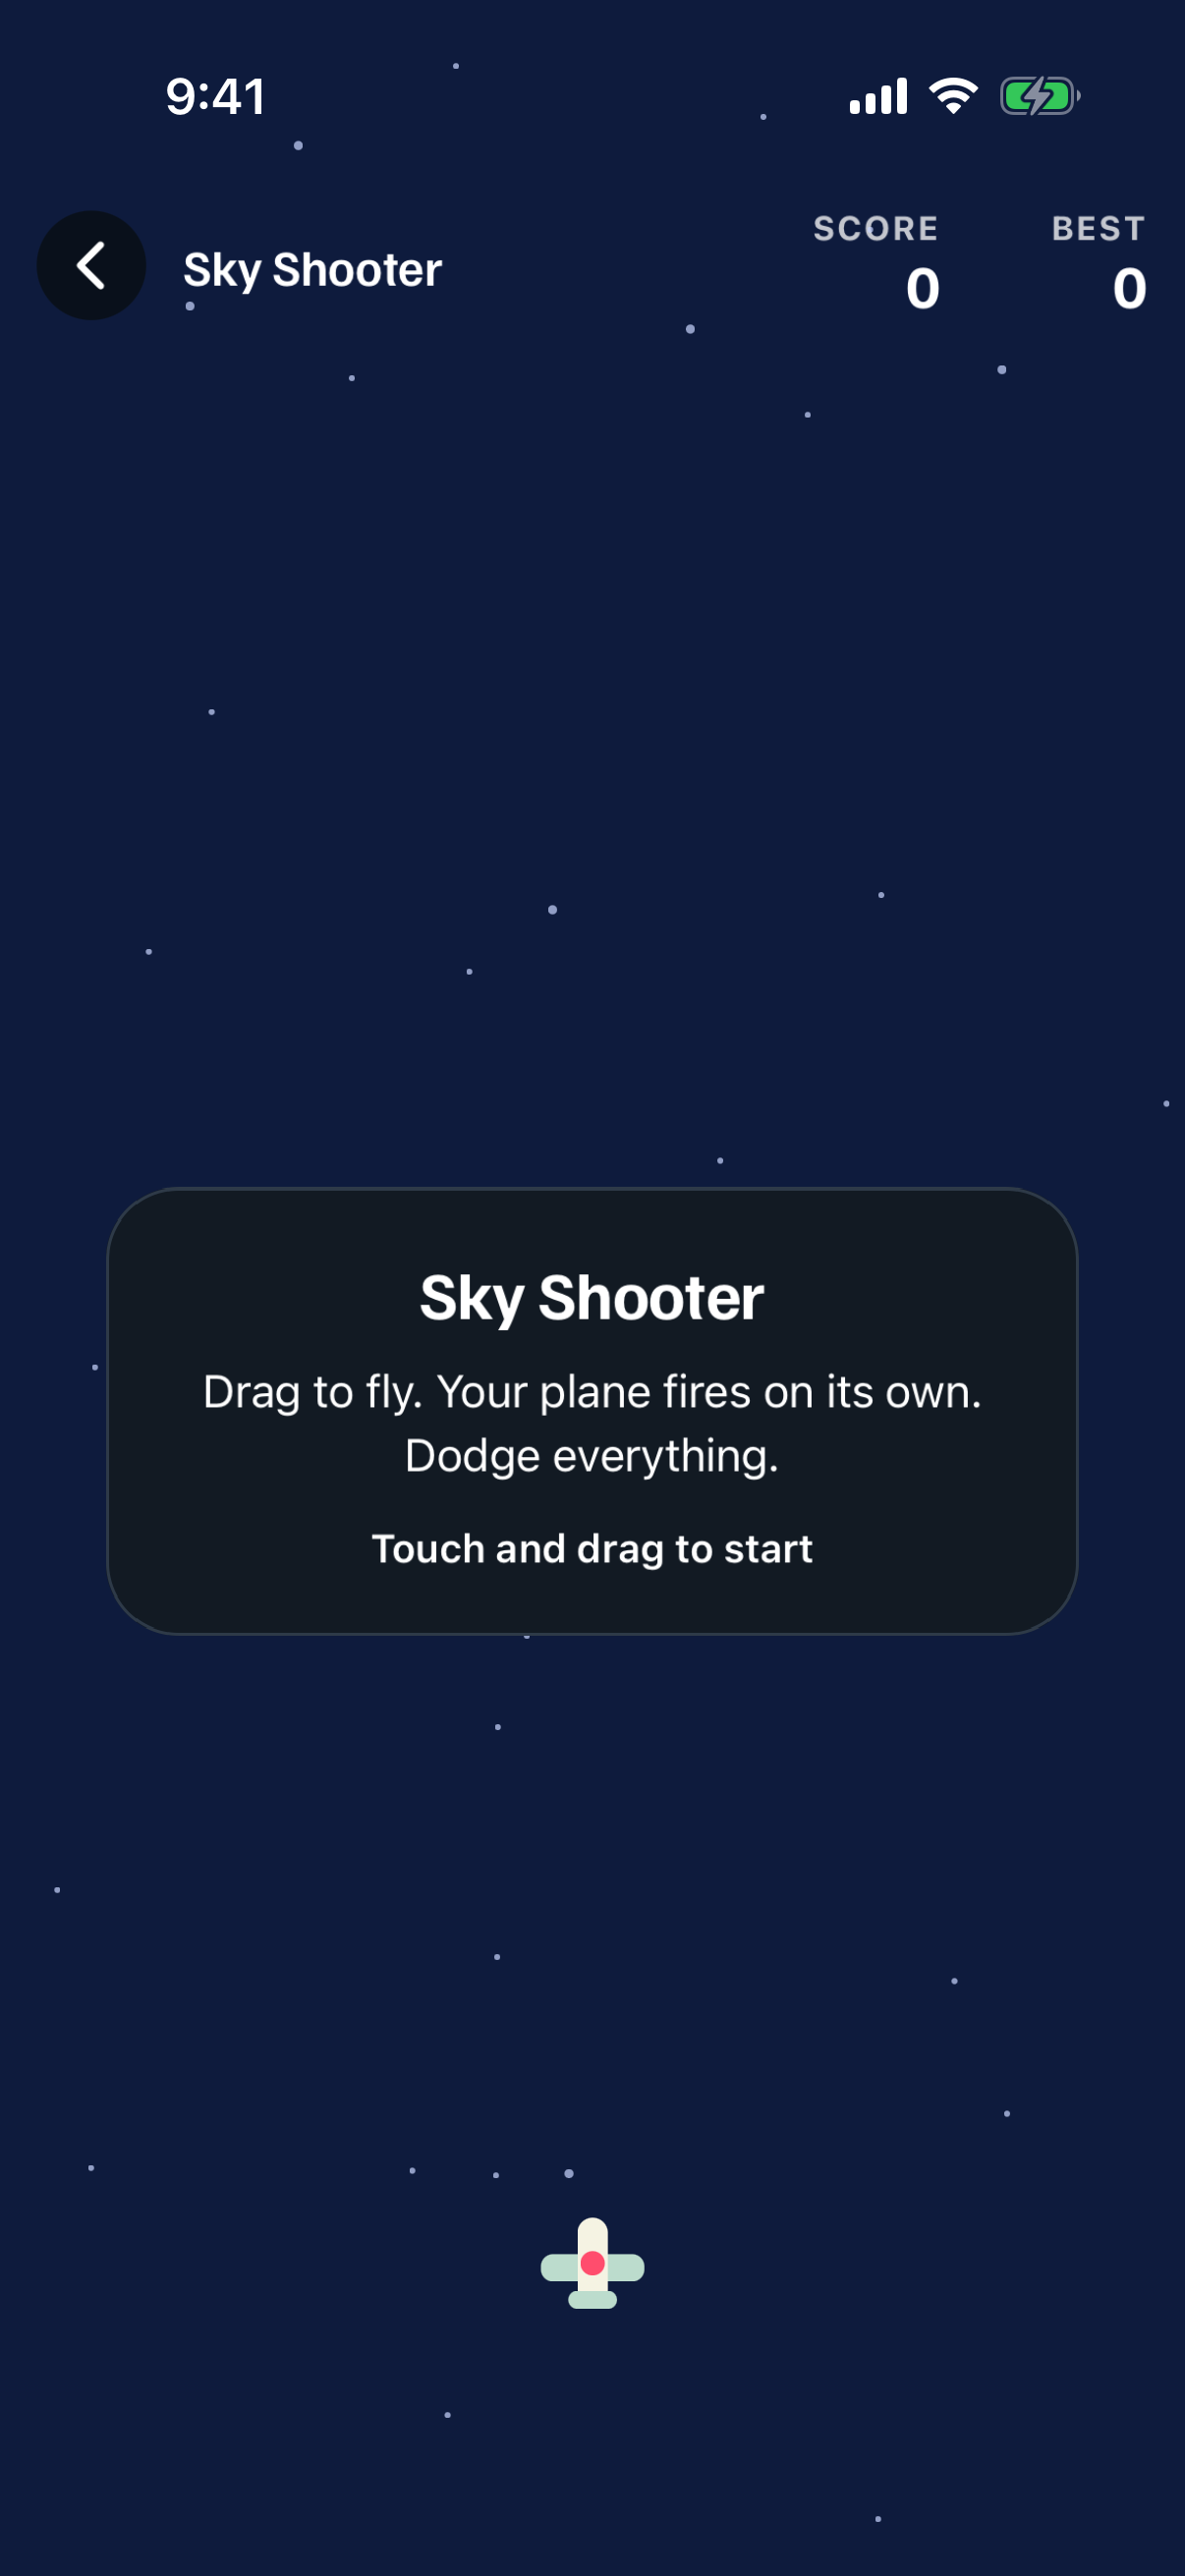 9:41
Sky Shooter
SCORE
0
BEST
0
Sky Shooter
Drag to fly. Your plane fires on its own.
Dodge everything.
Touch and drag to start